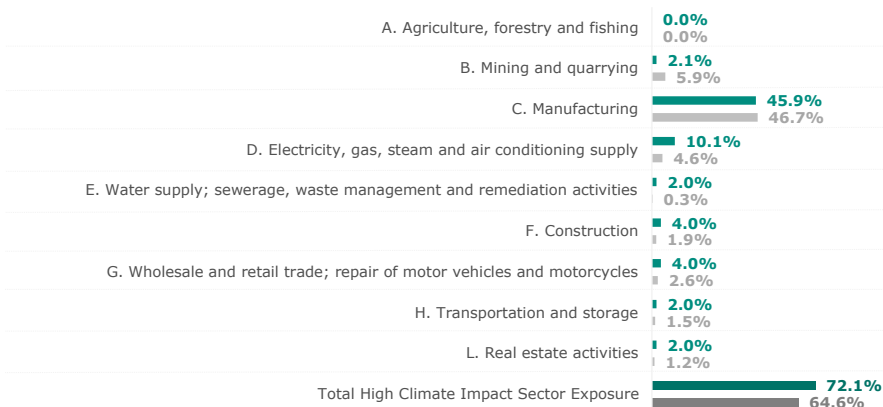 A. Agriculture, forestry and fishing
0.0%
0.0%
B. Mining and quarrying
2.1%
5.9%
C. Manufacturing
45.9%
46.7%
D. Electricity, gas, steam and air conditioning supply
10.1%
4.6%
E. Water supply; sewerage, waste management and remediation activities
2.0%
0.3%
F. Construction
4.0%
1.9%
G. Wholesale and retail trade; repair of motor vehicles and motorcycles
4.0%
2.6%
H. Transportation and storage
2.0%
1.5%
L. Real estate activities
2.0%
1.2%
Total High Climate Impact Sector Exposure
72.1%
64.6%